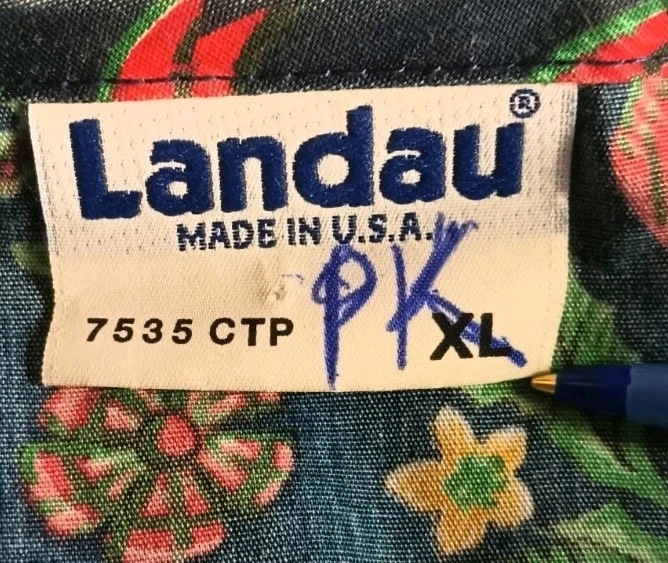 Landau®
MADE IN U.S.A.
PK
7535 CTP XL